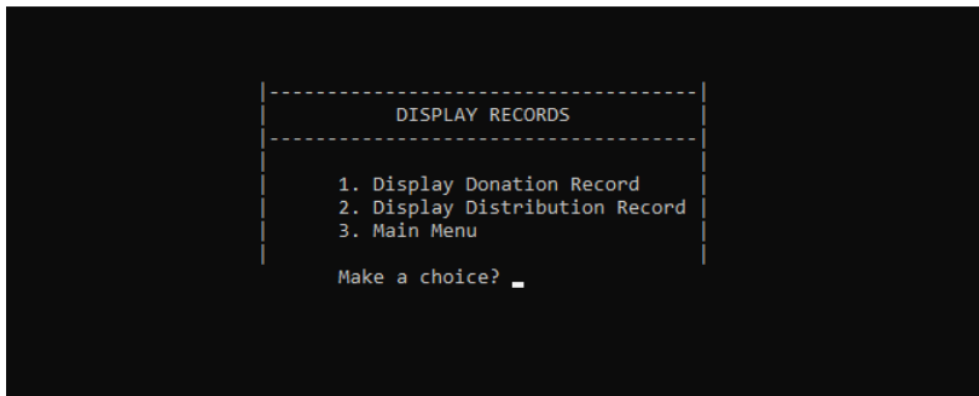 |-------------------------------------|
| DISPLAY RECORDS |
|-------------------------------------|
| |
| 1. Display Donation Record |
| 2. Display Distribution Record |
| 3. Main Menu |
| |
Make a choice?